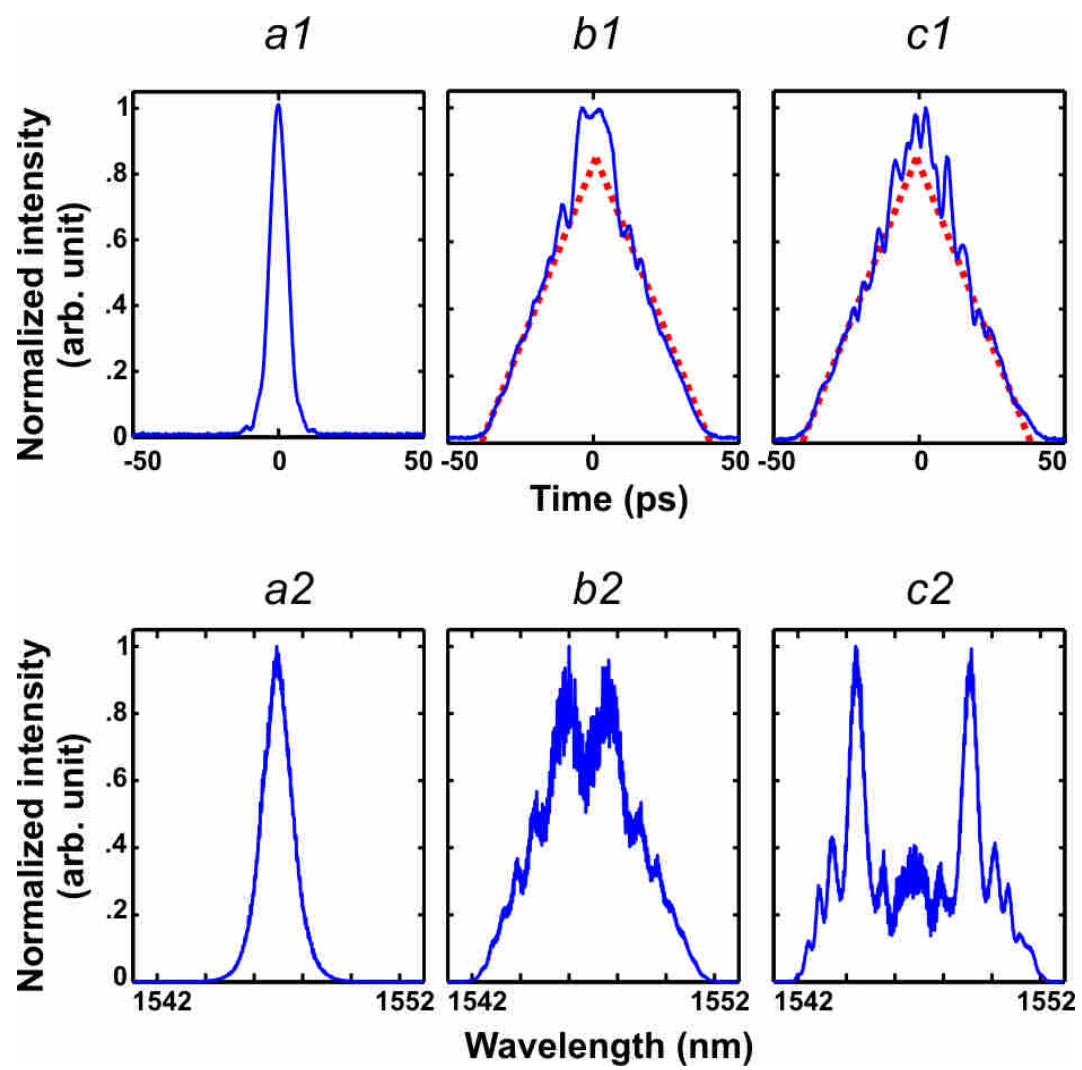 a1 b1 c1
Normalized intensity
(arb. unit)
1
.8
.6
.4
.2
0
-50 0 50 -50 0 50 -50 0 50
Time (ps)
a2 b2 c2
Normalized intensity
(arb. unit)
1
.8
.6
.4
.2
0
1542 1552 1542 1552 1542 1552
Wavelength (nm)